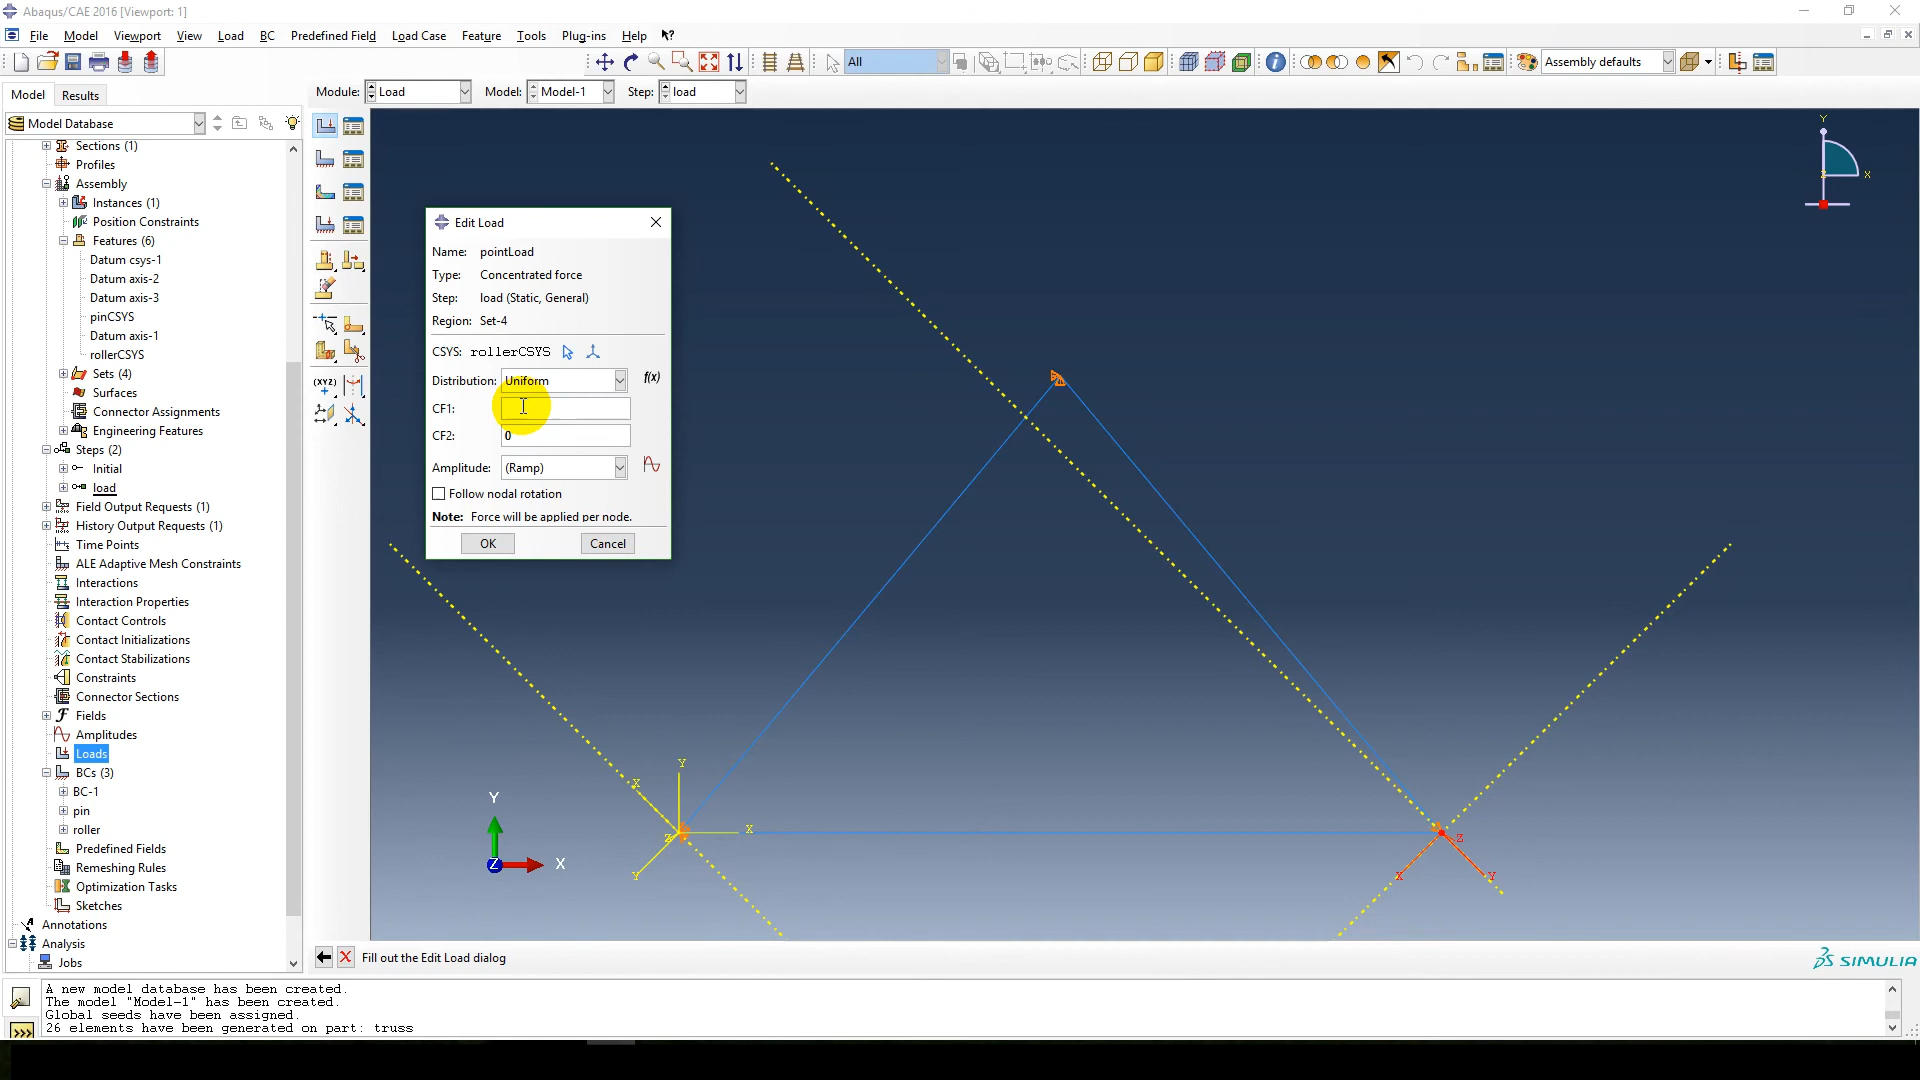 Abaqus/CAE 2016 [Viewport: 1]
File Model Viewport View Load BC Predefined Field Load Case Feature Tools Plug-ins Help
All
Assembly defaults
Model Results
Module: Load Model: Model-1 Step: load
Model Database
Sections (1)
Profiles
Assembly
Instances (1)
Position Constraints
Features (6)
Datum csys-1
Datum axis-2
Datum axis-3
pinCSYS
Datum axis-1
rollerCSYS
Sets (4)
Surfaces
Connector Assignments
Engineering Features
Steps (2)
Initial
load
Field Output Requests (1)
History Output Requests (1)
Time Points
ALE Adaptive Mesh Constraints
Interactions
Interaction Properties
Contact Controls
Contact Initializations
Contact Stabilizations
Constraints
Connector Sections
Fields
Amplitudes
Loads
BCs (3)
BC-1
pin
roller
Predefined Fields
Remeshing Rules
Optimization Tasks
Sketches
Annotations
Analysis
Jobs
(XYZ)
Edit Load
Name: pointLoad
Type: Concentrated force
Step: load (Static, General)
Region: Set-4
CSYS: rollerCSYS
Distribution: Uniform f(x)
CF1:
CF2: 0
Amplitude: (Ramp)
Follow nodal rotation
Note: Force will be applied per node.
OK Cancel
Y
Z X
Y
X
Z
Y
X
Y
Z X
Z
X Y
Fill out the Edit Load dialog
SIMULIA
A new model database has been created.
The model "Model-1" has been created.
Global seeds have been assigned.
26 elements have been generated on part: truss
>>>